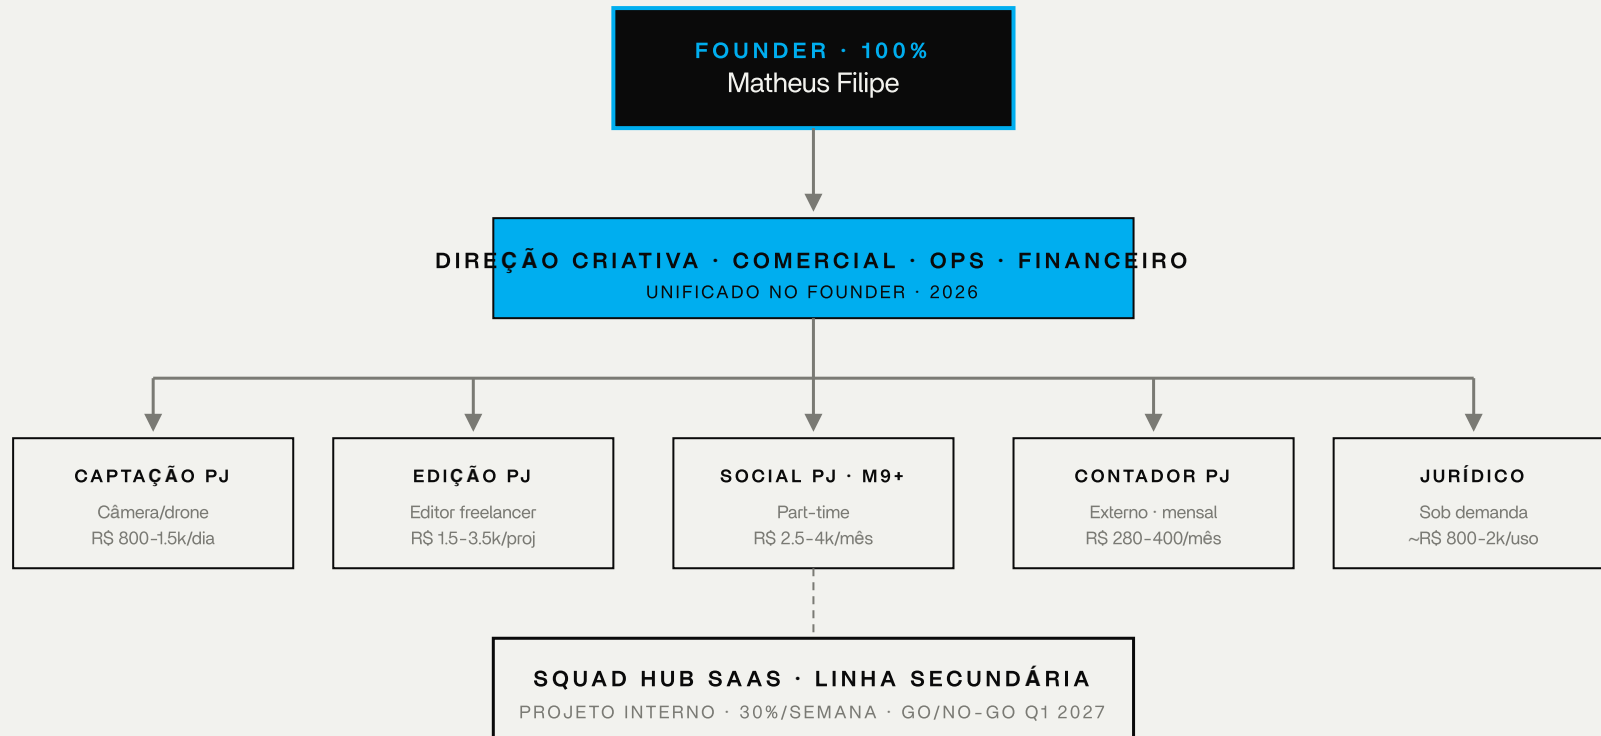 FOUNDER · 100%
Matheus Filipe
DIREÇÃO CRIATIVA · COMERCIAL · OPS · FINANCEIRO
UNIFICADO NO FOUNDER · 2026
CAPTAÇÃO PJ
Câmera/drone
R$ 800-1.5k/dia
EDIÇÃO PJ
Editor freelancer
R$ 1.5-3.5k/proj
SOCIAL PJ · M9+
Part-time
R$ 2.5-4k/mês
CONTADOR PJ
Externo · mensal
R$ 280-400/mês
JURÍDICO
Sob demanda
~R$ 800-2k/uso
SQUAD HUB SAAS · LINHA SECUNDÁRIA
PROJETO INTERNO · 30%/SEMANA · GO/NO-GO Q1 2027